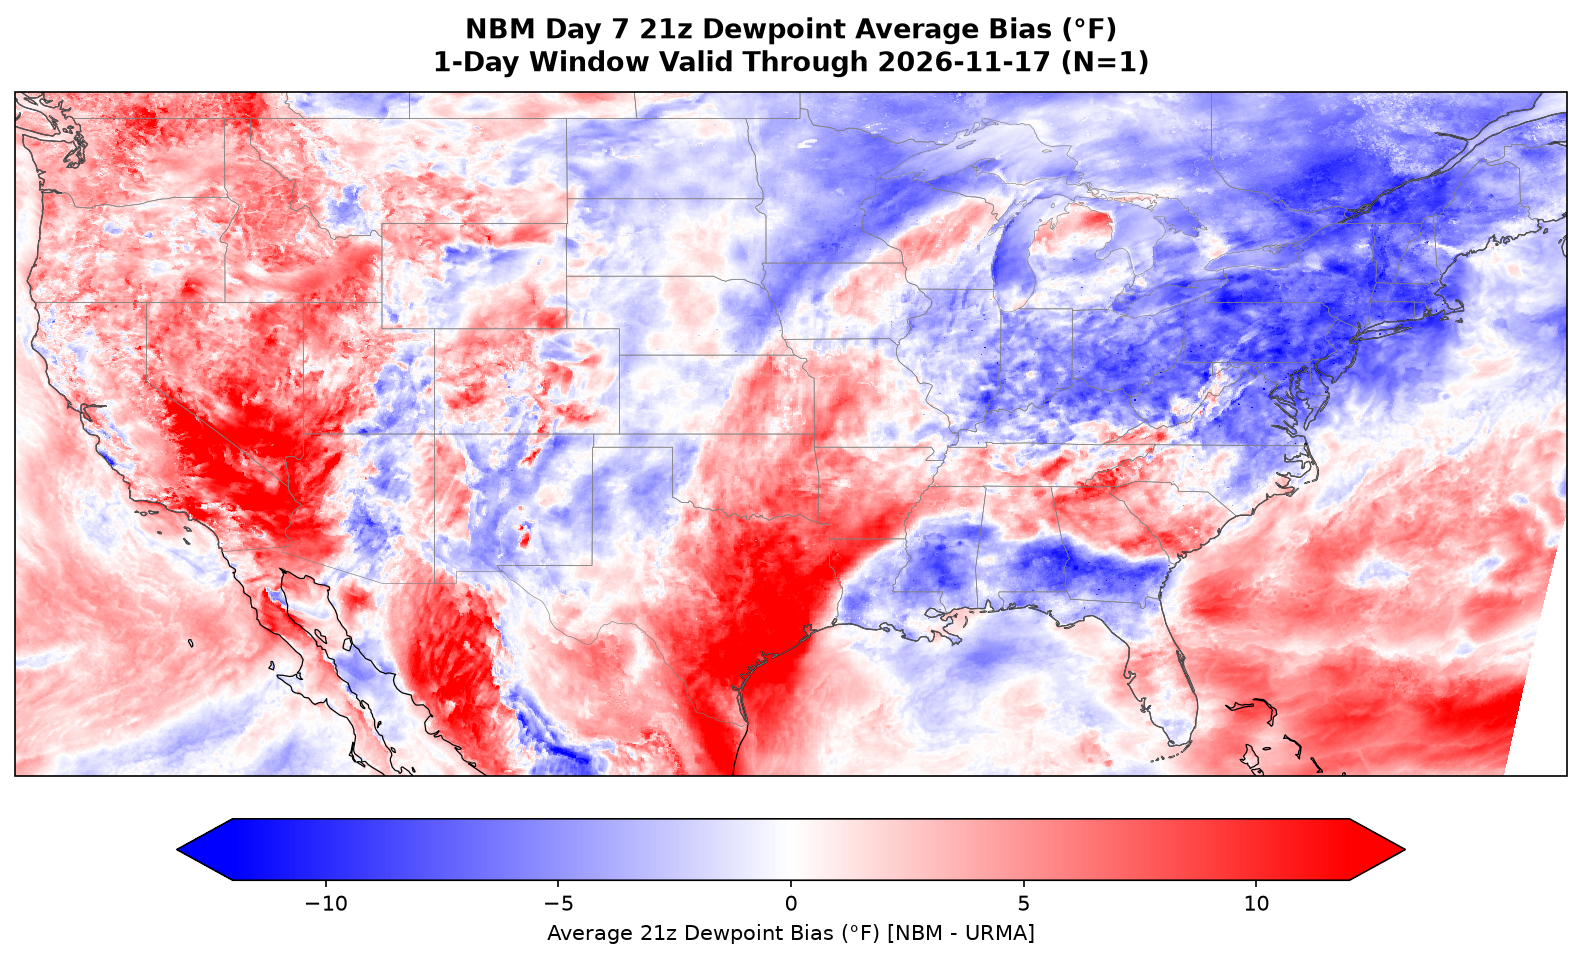 NBM Day 7 21z Dewpoint Average Bias (°F)
1-Day Window Valid Through 2026-11-17 (N=1)
−10 −5 0 5 10
Average 21z Dewpoint Bias (°F) [NBM - URMA]